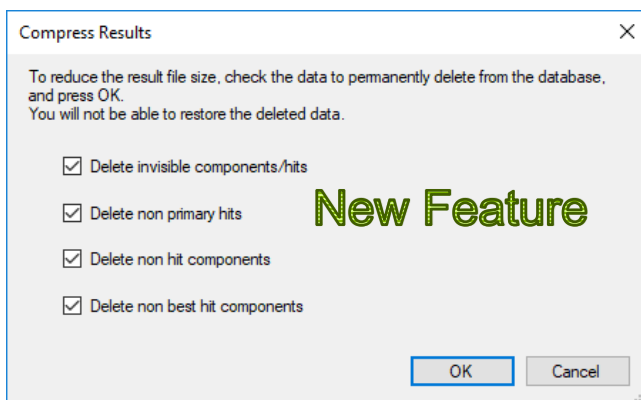 Compress Results
To reduce the result file size, check the data to permanently delete from the database,
and press OK.
You will not be able to restore the deleted data.
Delete invisible components/hits
Delete non primary hits
New Feature
Delete non hit components
Delete non best hit components
OK
Cancel